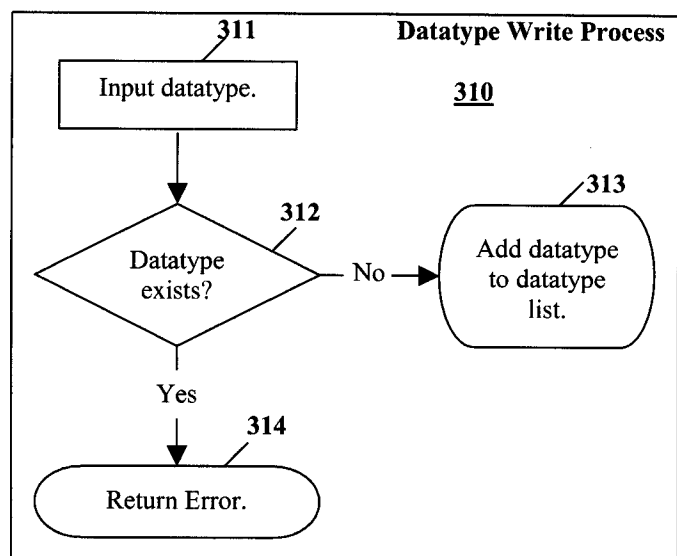 311
Datatype Write Process
Input datatype.
310
312
313
Datatype
exists?
No
Add datatype
to datatype
list.
Yes
314
Return Error.